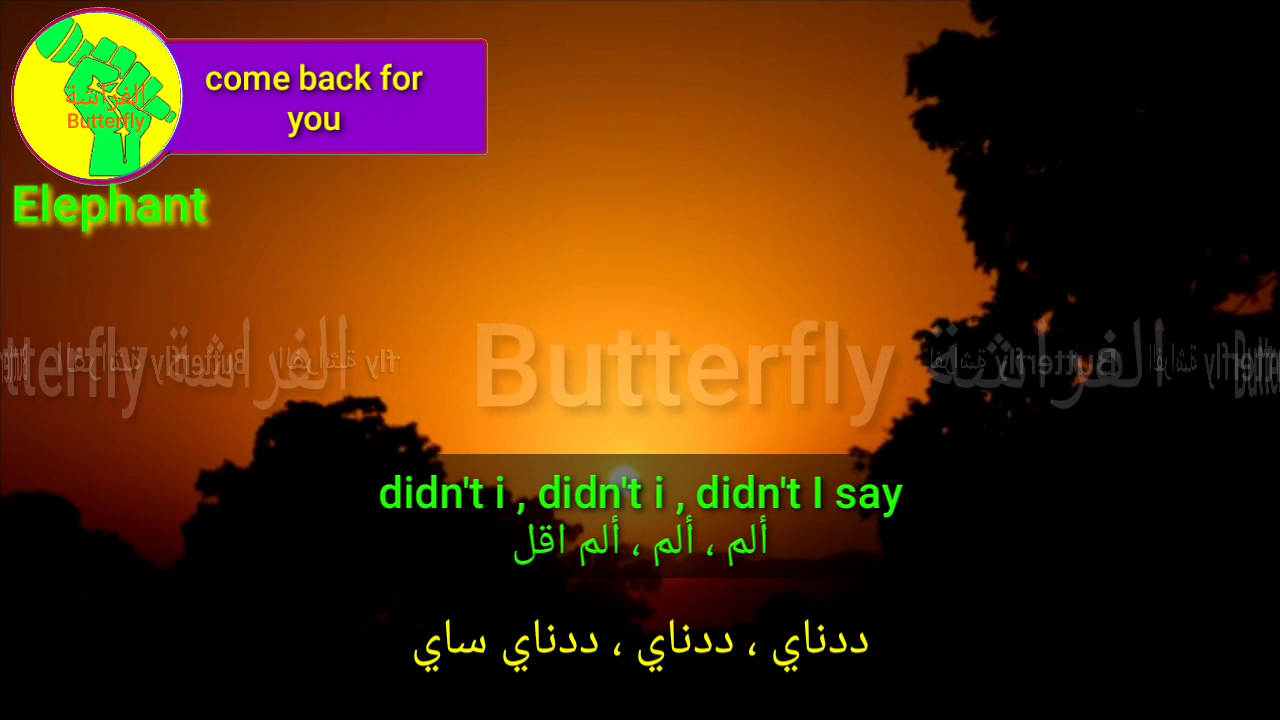 come back for
you
الفراشة
Butterfly
Elephant
Butterfly
الفراشة
didn't i , didn't i , didn't I say
ألم ، ألم ، ألم اقل
ددناي ، ددناي ، ددناي ساي